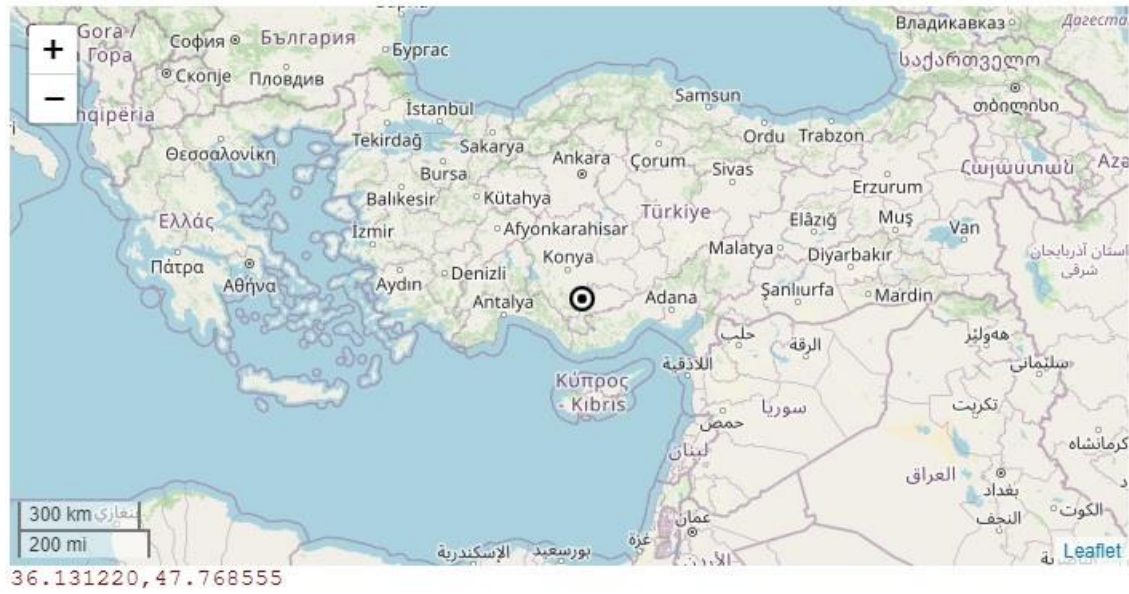 Gora /
Гора
София
България
Бургас
Владикавказ
Скопје
Пловдив
საქართველო
თბილისი
İstanbul
Samsun
Tekirdağ
Sakarya
Ordu
Trabzon
Θεσσαλονίκη
Ankara
Çorum
Sivas
Հայաստան
Bursa
Erzurum
Balıkesir
Kütahya
Türkiye
Ελλάς
Afyonkarahisar
Elâzığ
Muş
Van
İzmir
Konya
Malatya
Diyarbakır
استان آذربایجان
شرقی
Πάτρα
Αθήνα
Aydın
Denizli
Antalya
Adana
Şanlıurfa
Mardin
حلب
الرقة
هەولێر
اللاذقية
سلێمانی
Κύπρος
- Kıbrıs
سوريا
تكريت
حمص
لبنان
کرمانشاه
العراق
بغداد
300 km
200 mi
عمان
النجف
الكوت
غزة
الإسكندرية
بورسعيد
Leaflet
+
−
36.131220,47.768555